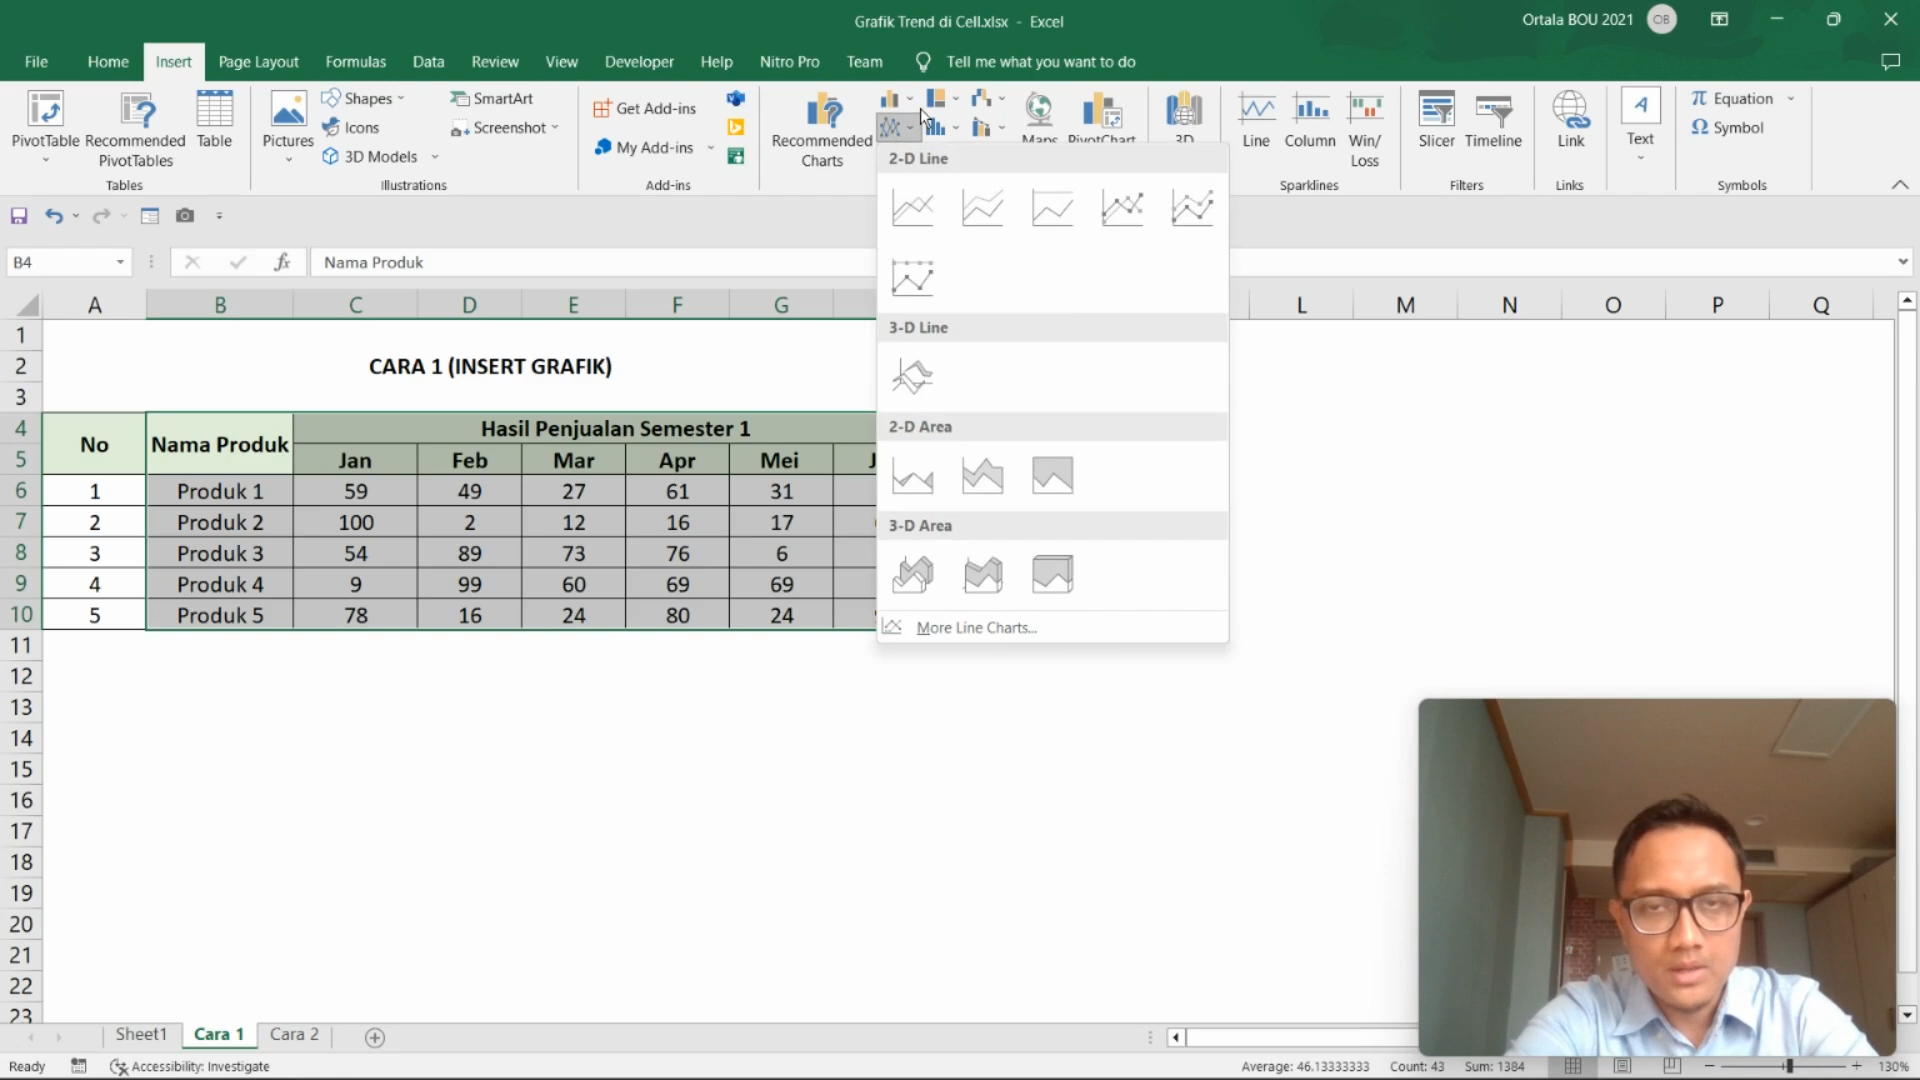 Grafik Trend di Cell.xlsx - Excel
Ortala BOU 2021
OB
File Home Insert Page Layout Formulas Data Review View Developer Help Nitro Pro Team Tell me what you want to do
PivotTable
Recommended PivotTables
Table
Tables
Pictures
Shapes
Icons
3D Models
SmartArt
Screenshot
Illustrations
Get Add-ins
My Add-ins
Add-ins
Recommended Charts
Maps
PivotChart
3D
Line
Column
Win/ Loss
Sparklines
Slicer
Timeline
Filters
Link
Links
Text
Equation
Symbol
Symbols
B4
fx
Nama Produk
2-D Line
3-D Line
2-D Area
3-D Area
More Line Charts...
A B C D E F G L M N O P Q
1
2 CARA 1 (INSERT GRAFIK)
3
4 No Nama Produk Hasil Penjualan Semester 1
5 Jan Feb Mar Apr Mei
6 1 Produk 1 59 49 27 61 31
7 2 Produk 2 100 2 12 16 17
8 3 Produk 3 54 89 73 76 6
9 4 Produk 4 9 99 60 69 69
10 5 Produk 5 78 16 24 80 24
11
12
13
14
15
16
17
18
19
20
21
22
23
Sheet1 Cara 1 Cara 2
Ready Accessibility: Investigate Average: 46.13333333 Count: 43 Sum: 1384 130%